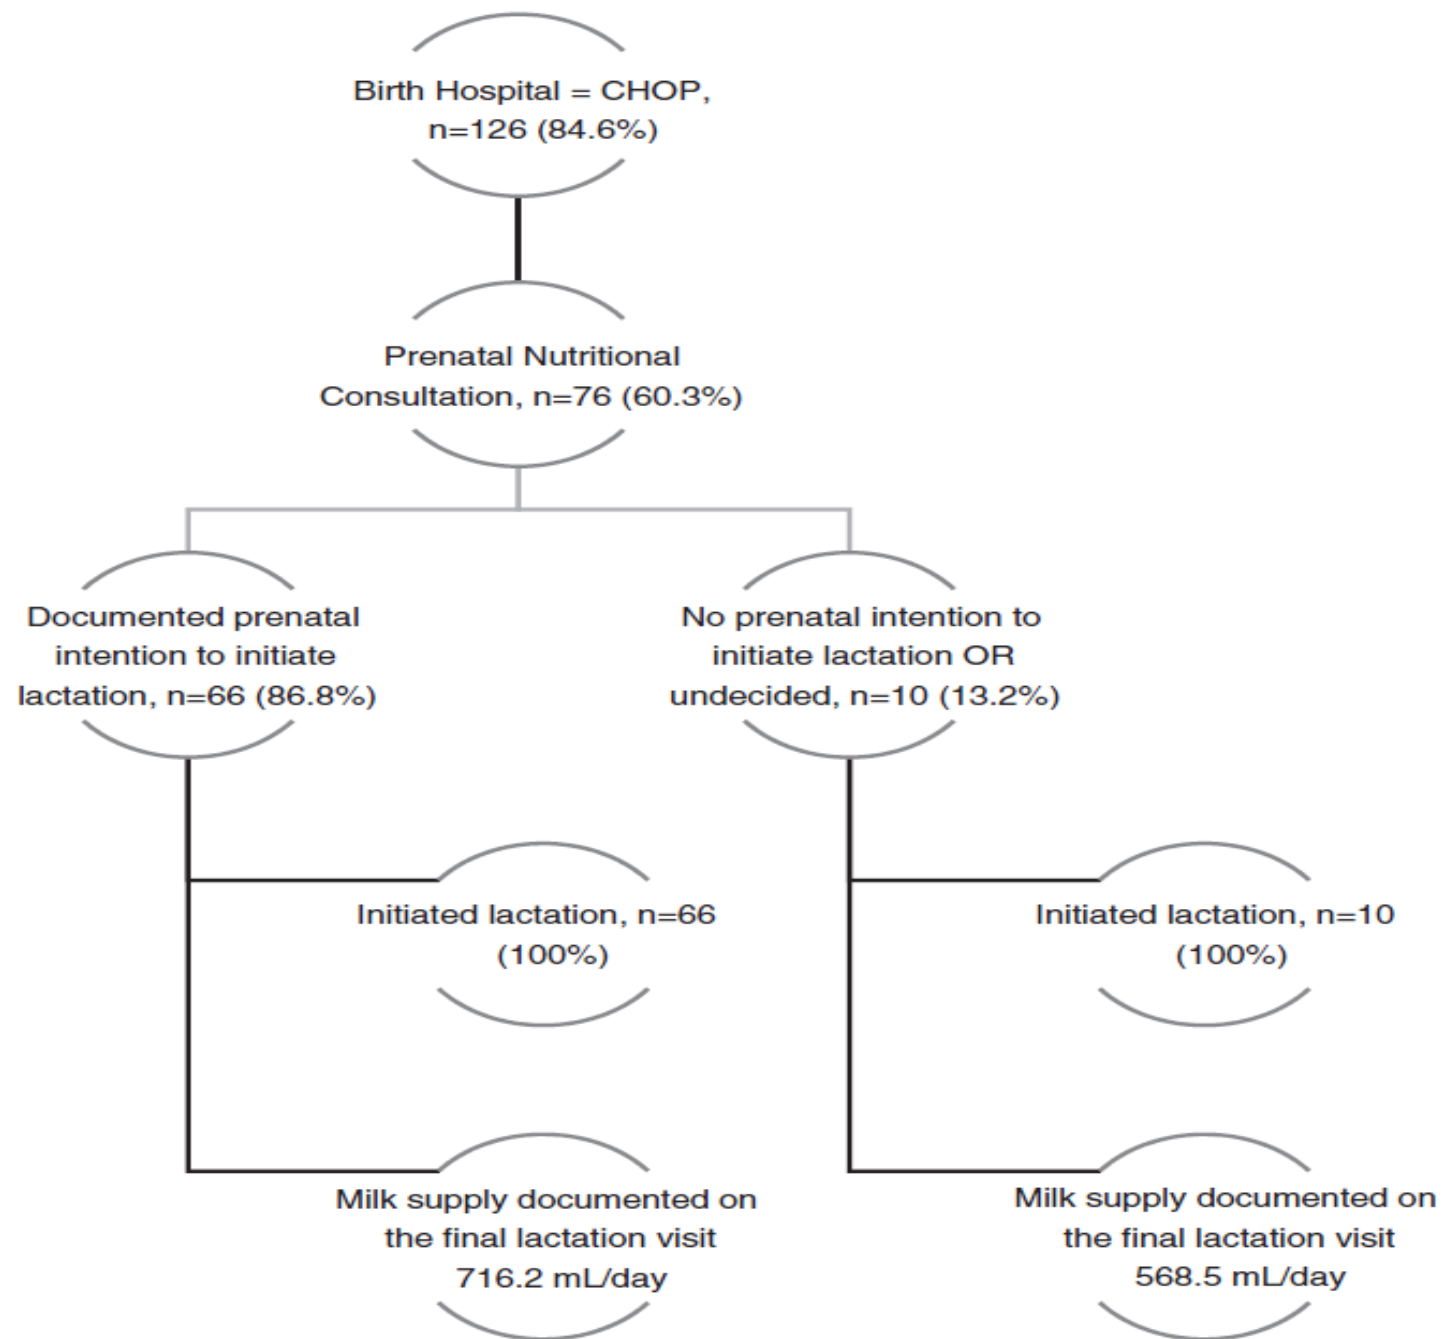 Birth Hospital = CHOP,
n=126 (84.6%)
Prenatal Nutritional
Consultation, n=76 (60.3%)
Documented prenatal
intention to initiate
lactation, n=66 (86.8%)
No prenatal intention to
initiate lactation OR
undecided, n=10 (13.2%)
Initiated lactation, n=66
(100%)
Initiated lactation, n=10
(100%)
Milk supply documented on
the final lactation visit
716.2 mL/day
Milk supply documented on
the final lactation visit
568.5 mL/day